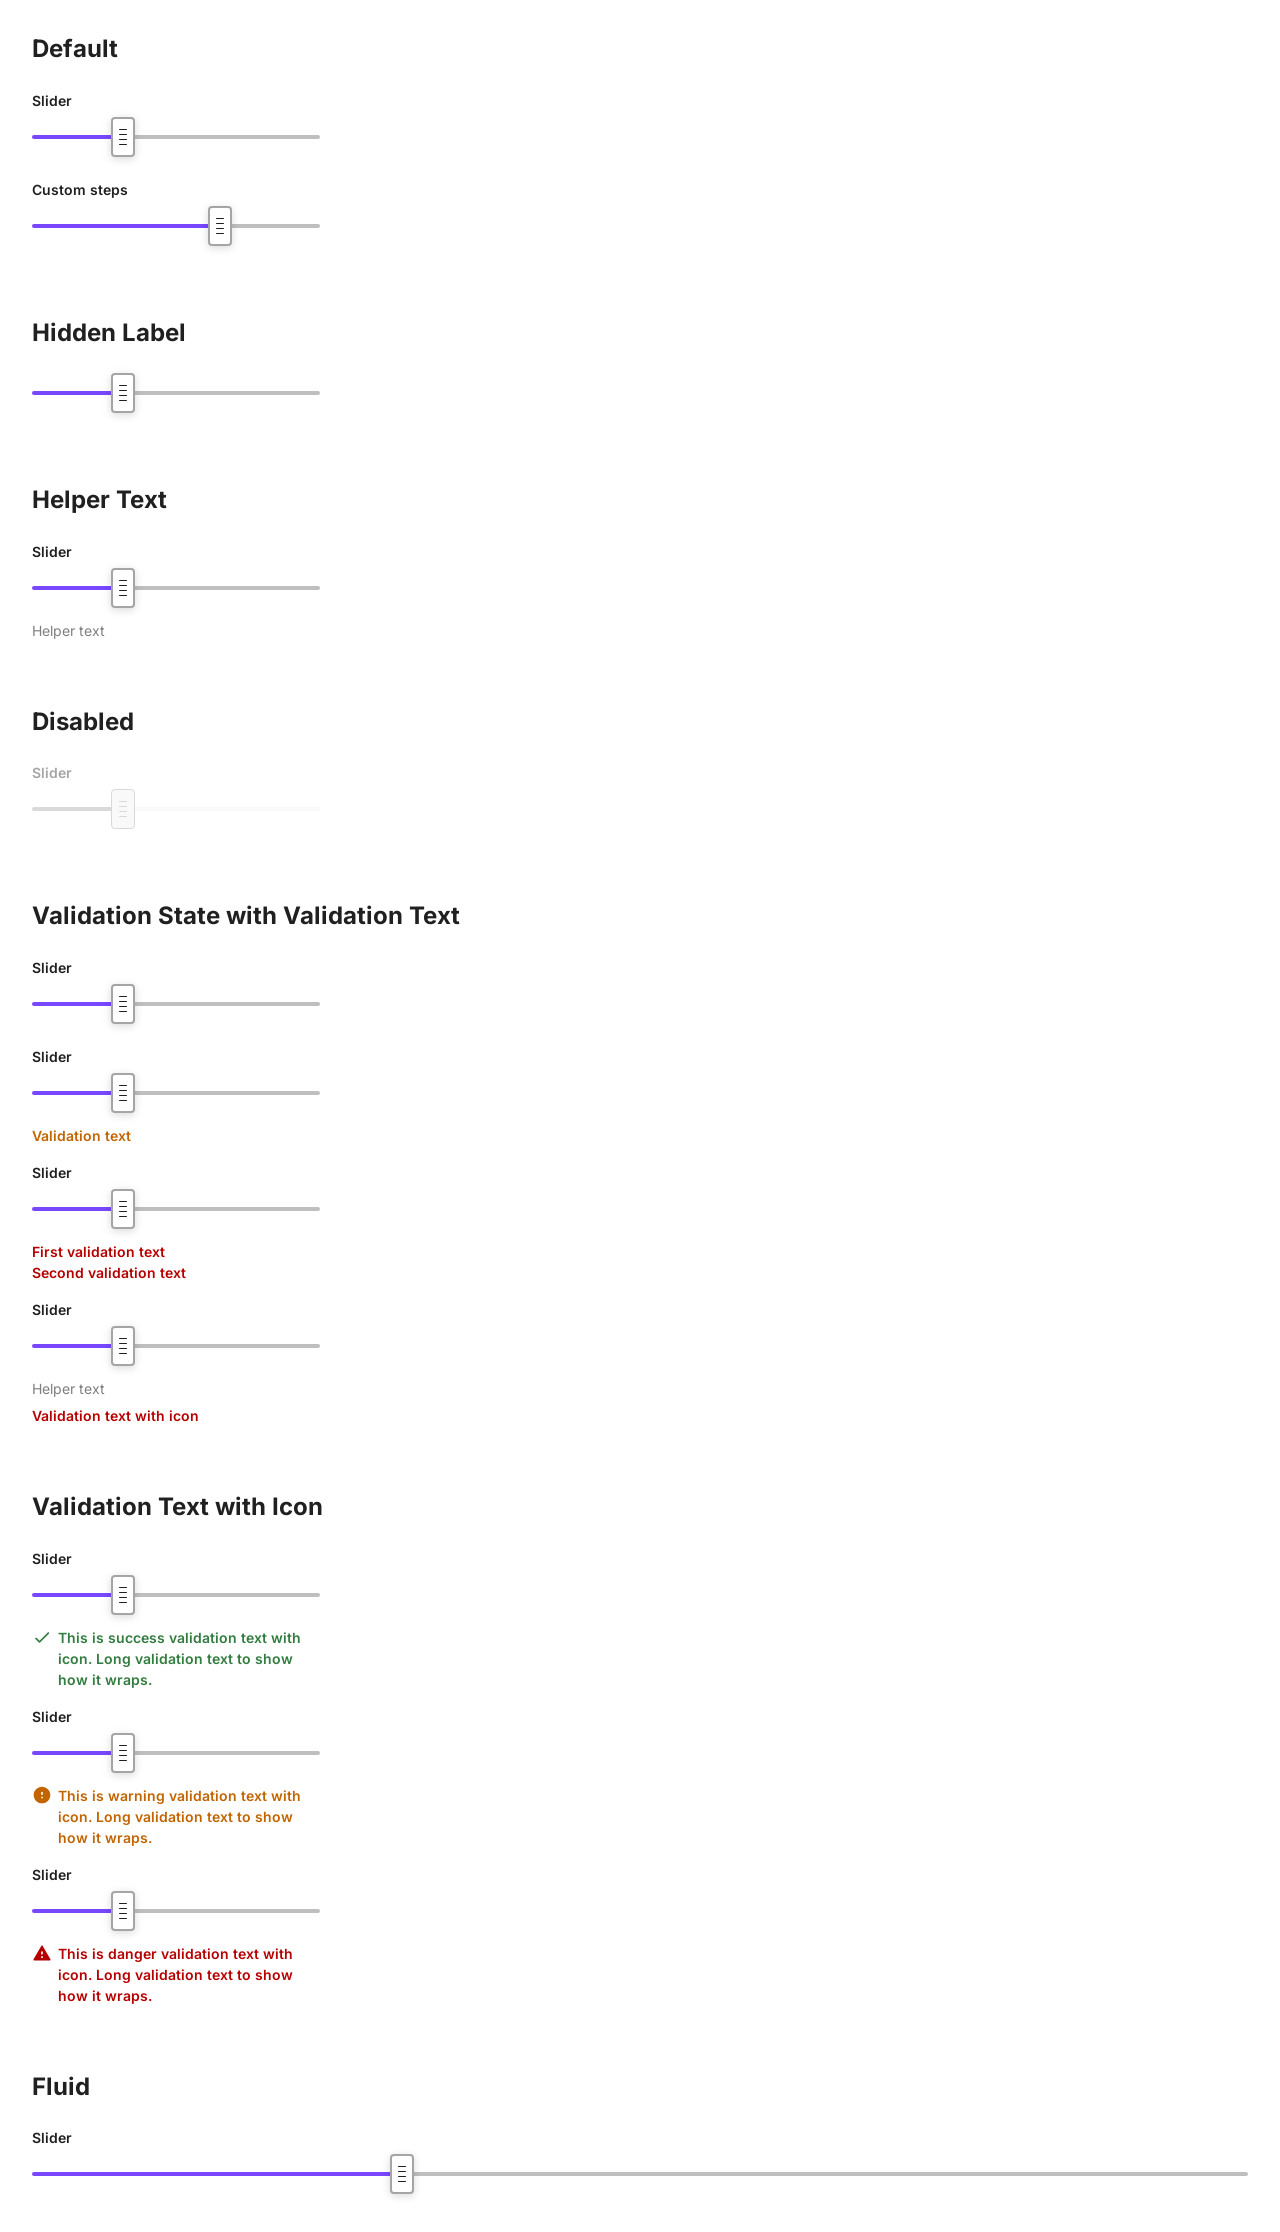 Default
Slider
Custom steps
Hidden Label
Helper Text
Slider
Helper text
Disabled
Slider
Validation State with Validation Text
Slider
Slider
Validation text
Slider
First validation text
Second validation text
Slider
Helper text
Validation text with icon
Validation Text with Icon
Slider
This is success validation text with
icon. Long validation text to show
how it wraps.
Slider
This is warning validation text with
icon. Long validation text to show
how it wraps.
Slider
This is danger validation text with
icon. Long validation text to show
how it wraps.
Fluid
Slider